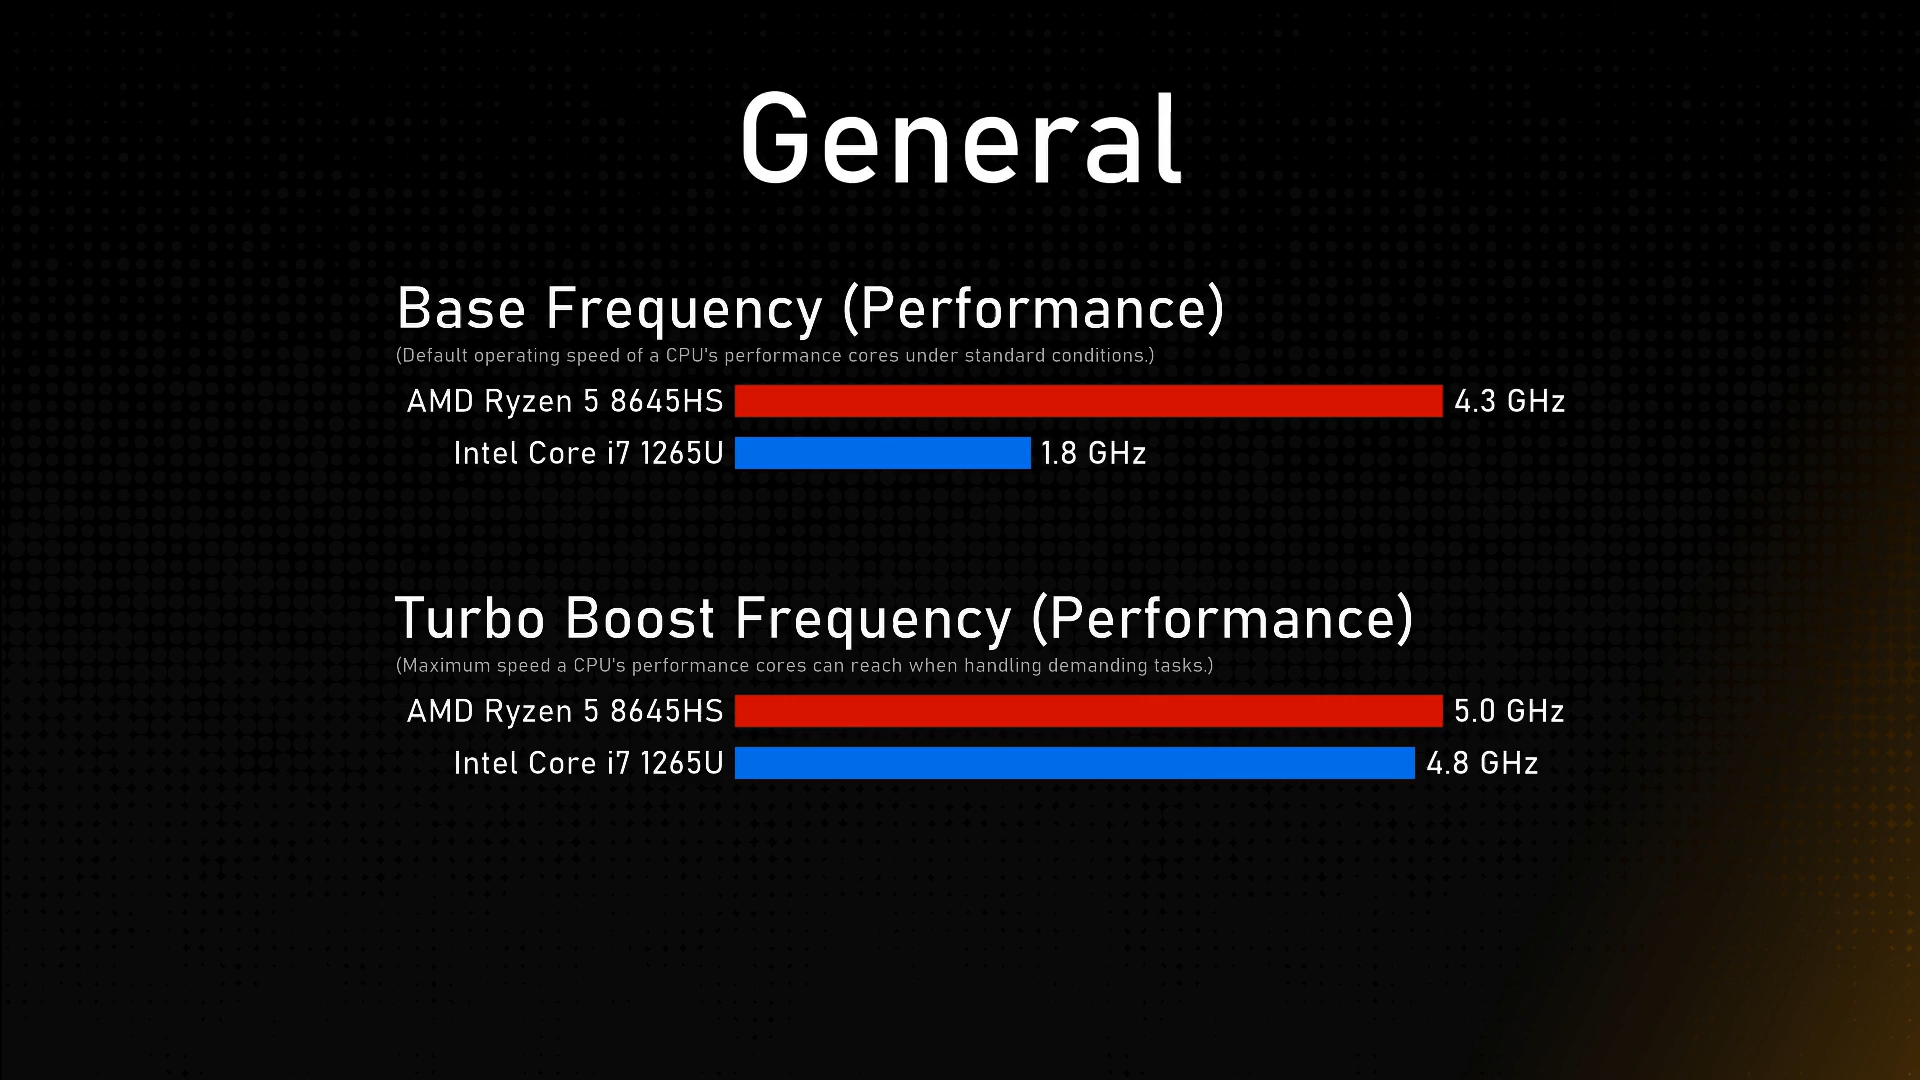 General
Base Frequency (Performance)
(Default operating speed of a CPU's performance cores under standard conditions.)
AMD Ryzen 5 8645HS 4.3 GHz
Intel Core i7 1265U 1.8 GHz
Turbo Boost Frequency (Performance)
(Maximum speed a CPU's performance cores can reach when handling demanding tasks.)
AMD Ryzen 5 8645HS 5.0 GHz
Intel Core i7 1265U 4.8 GHz